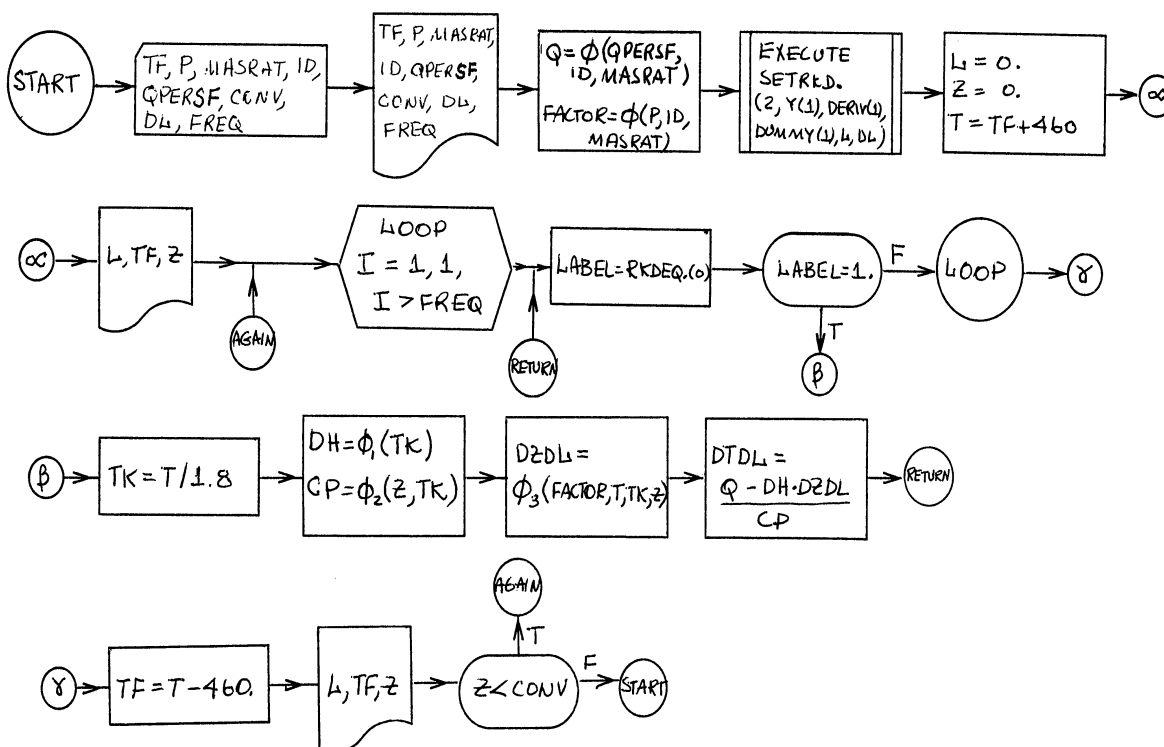 START
TF, P, MASRAT, ID,
QPERSF, CONV,
DL, FREQ
TF, P, MASRAT,
ID, QPERSF,
CONV, DL,
FREQ
Q=ϕ(QPERSF,
ID, MASRAT)
FACTOR=ϕ(P, ID,
MASRAT)
EXECUTE
SETRKD.
(2, Y(1), DERIV(1),
DUMMY(1), L, DL)
L = 0.
Z = 0.
T = TF+460
∝
∝
L, TF, Z
AGAIN
LOOP
I = 1, 1,
I > FREQ
RETURN
LABEL=RKDEQ.(0)
LABEL=1.
F
T
β
LOOP
γ
β
TK = T/1.8
DH=ϕ₁(TK)
CP=ϕ₂(Z, TK)
DZDL =
ϕ₃(FACTOR, T, TK, Z)
DTDL =
Q - DH·DZDL
CP
RETURN
γ
TF = T-460.
L, TF, Z
Z < CONV
T
AGAIN
F
START